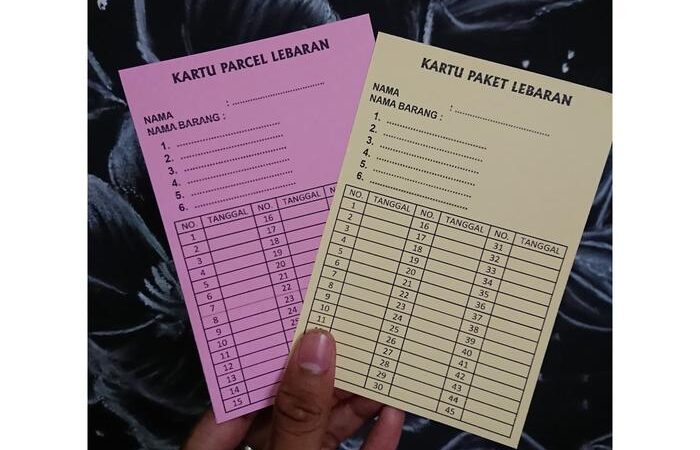 KARTU PARCEL LEBARAN
NAMA :
NAMA BARANG :
1.
2.
3.
4.
5.
6.
NO. TANGGAL NO. TANGGAL
1 16
2 17
3 18
4 19
5 20
6 21
7 22
8 23
9 24
10 25
11
12
13
14
15
KARTU PAKET LEBARAN
NAMA :
NAMA BARANG :
1.
2.
3.
4.
5.
6.
NO. TANGGAL NO. TANGGAL NO. TANGGAL
1 16 31
2 17 32
3 18 33
4 19 34
5 20 35
6 21 36
7 22 37
8 23 38
9 24 39
10 25 40
11 26 41
27 42
28 43
29 44
30 45